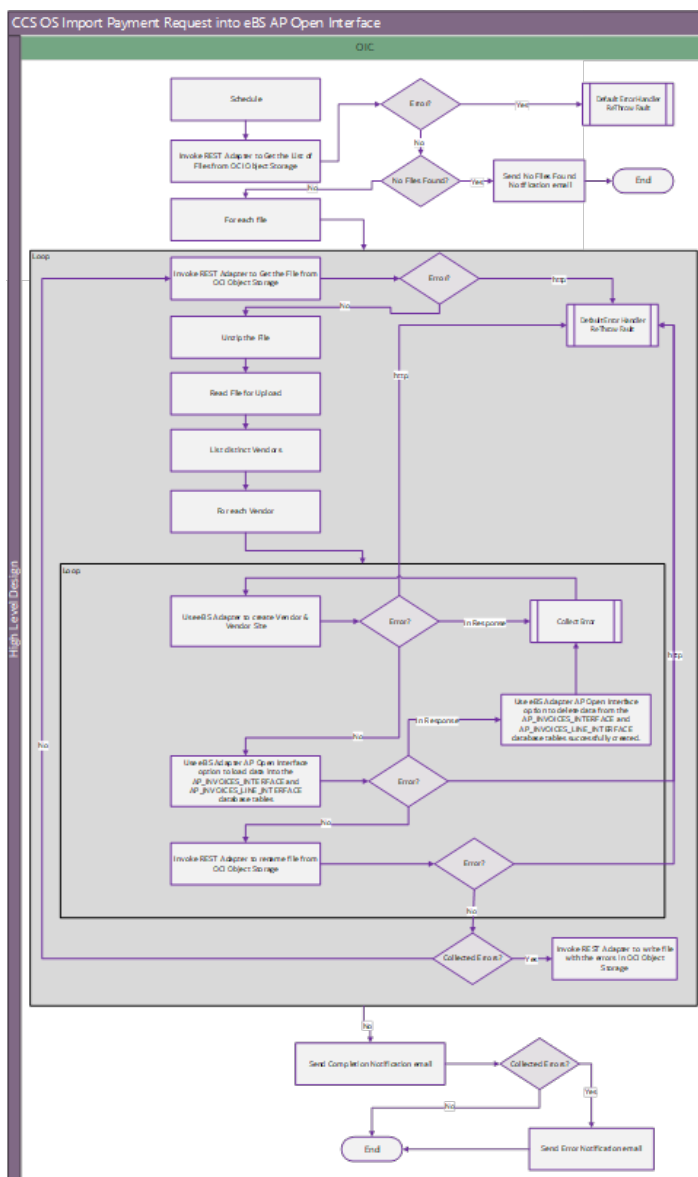 CCS OS Import Payment Request into eBS AP Open Interface
OIC
High Level Design
Schedule
Error?
Yes
Default Error Handler
ReThrow Fault
Invoke REST Adapter to Get the List of
Files from OCI Object Storage
No
No Files Found?
Yes
Send No Files Found
Notification email
End
No
For each file
Loop
Invoke REST Adapter to Get the File from
OCI Object Storage
Error?
http
No
Default Error Handler
ReThrow Fault
Unzip the File
http
Read File for Upload
List distinct Vendors
For each Vendor
Loop
Use eBS Adapter to create Vendor &
Vendor Site
Error?
In Response
Collect Error
http
No
In Response
Use eBS Adapter AP Open Interface
option to delete data from the
AP_INVOICES_INTERFACE and
AP_INVOICES_LINE_INTERFACE
database tables successfully created.
No
Use eBS Adapter AP Open Interface
option to load data into the
AP_INVOICES_INTERFACE and
AP_INVOICES_LINE_INTERFACE
database tables
Error?
No
Invoke REST Adapter to rename file from
OCI Object Storage
Error?
No
Collected Errors?
Yes
Invoke REST Adapter to write file
with the errors in OCI Object
Storage
No
Send Completion Notification email
Collected Errors?
Yes
No
End
Send Error Notification email